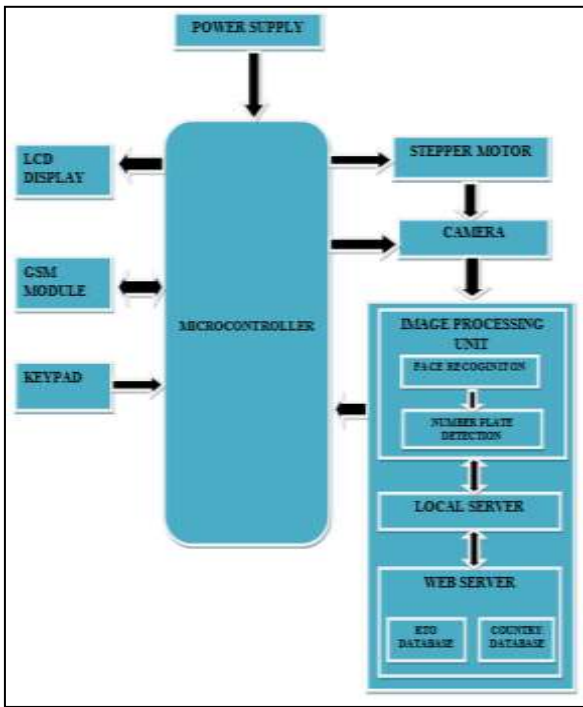 POWER SUPPLY
LCD
DISPLAY
STEPPER MOTOR
CAMERA
GSM
MODULE
MICROCONTROLLER
IMAGE PROCESSING
UNIT
FACE RECOGINITON
KEYPAD
NUMBER PLATE
DETECTION
LOCAL SERVER
WEB SERVER
RTO
DATABASE
COUNTRY
DATABASE